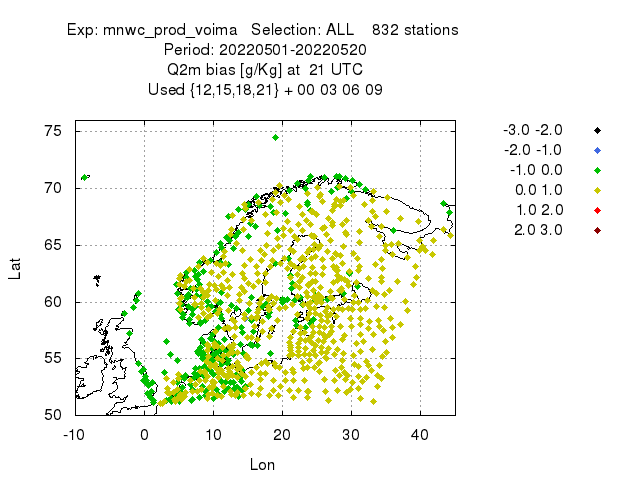 Exp: mnwc_prod_voima Selection: ALL 832 stations
Period: 20220501-20220520
Q2m bias [g/Kg] at 21 UTC
Used {12,15,18,21} + 00 03 06 09
-3.0 -2.0
-2.0 -1.0
-1.0 0.0
0.0 1.0
1.0 2.0
2.0 3.0
75
70
65
60
55
50
Lat
-10 0 10 20 30 40
Lon